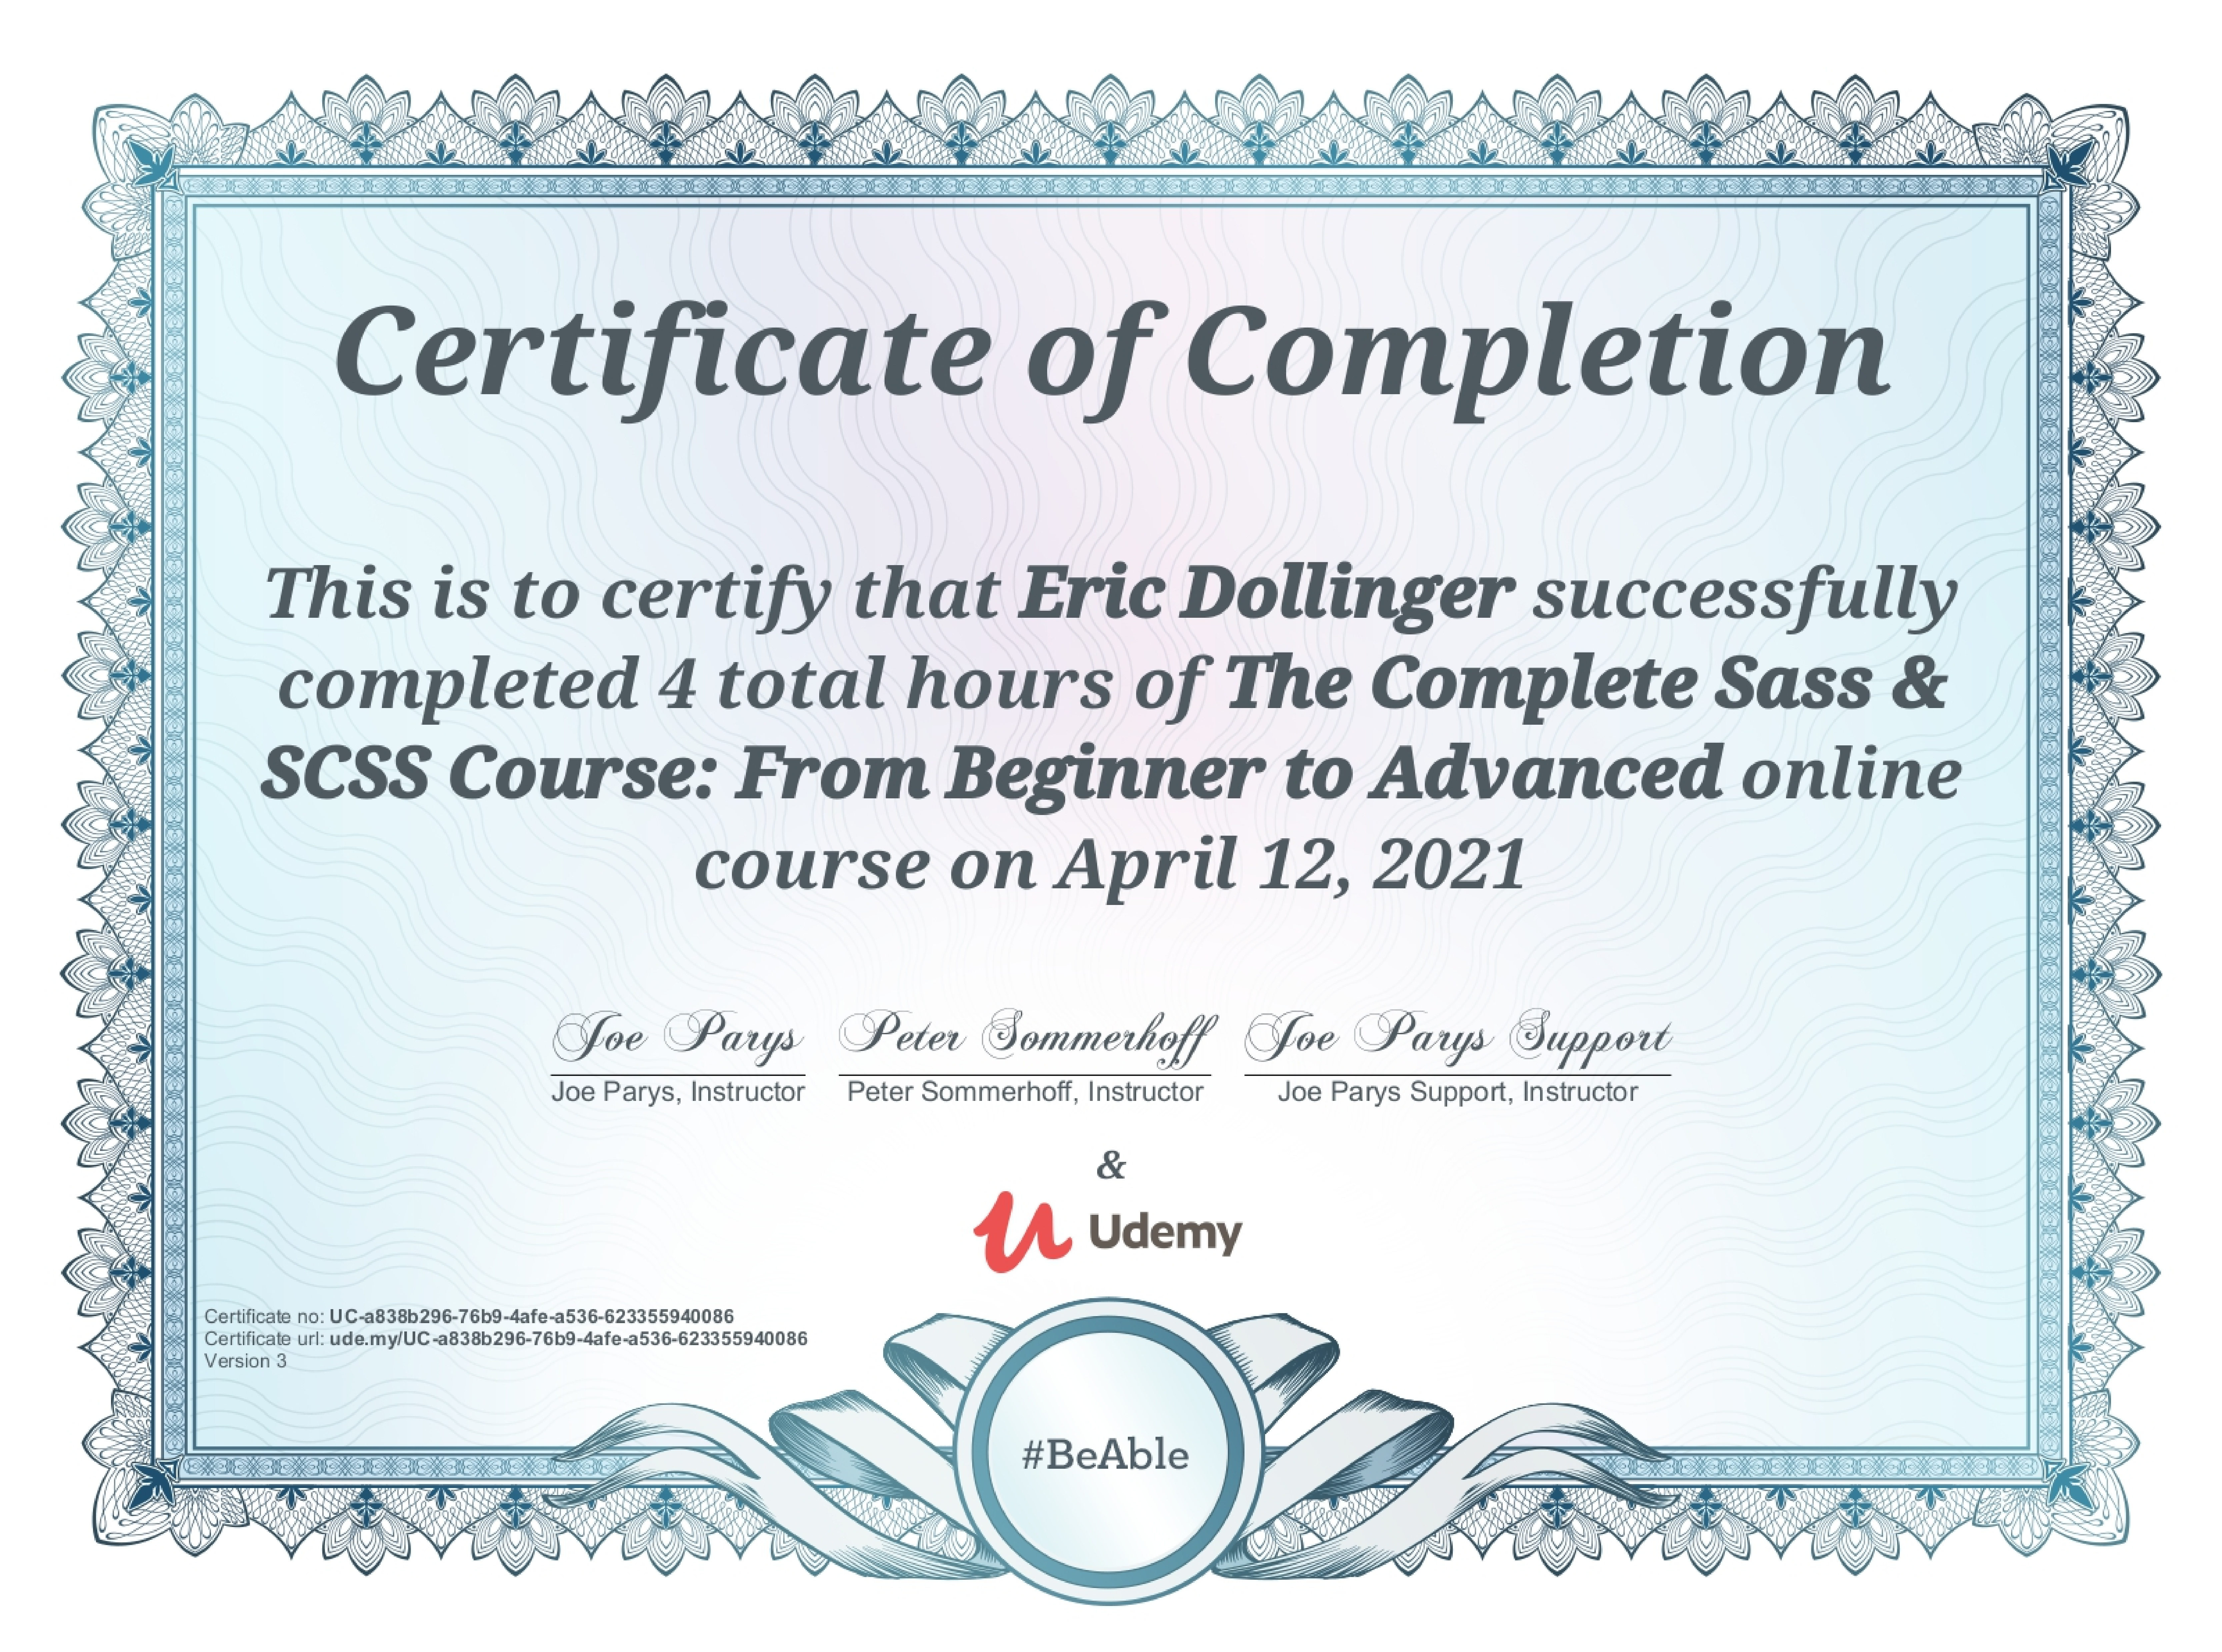 Certificate of Completion
This is to certify that Eric Dollinger successfully
completed 4 total hours of The Complete Sass &
SCSS Course: From Beginner to Advanced online
course on April 12, 2021
Joe Parys Peter Sommerhoff Joe Parys Support
Joe Parys, Instructor Peter Sommerhoff, Instructor Joe Parys Support, Instructor
&
Udemy
Certificate no: UC-a838b296-76b9-4afe-a536-623355940086
Certificate url: ude.my/UC-a838b296-76b9-4afe-a536-623355940086
Version 3
#BeAble